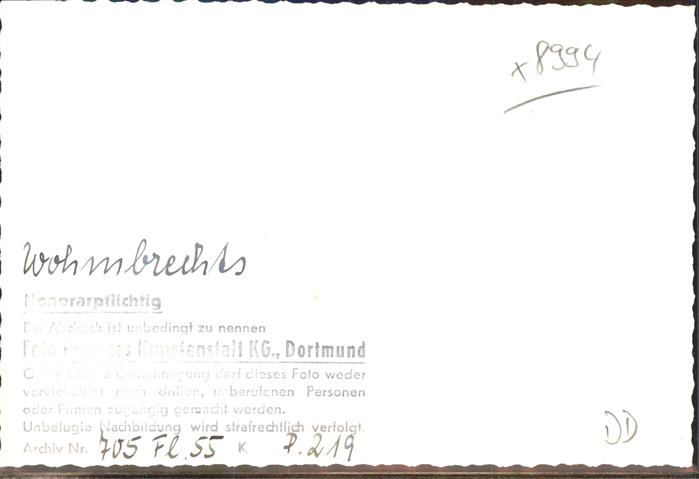 x8994
Wohmbrechts
Honorarpflichtig
Bei Abdruck ist unbedingt zu nennen
Foto Kunstanstalt KG., Dortmund
Ohne Genehmigung darf dieses Foto weder
vervielfältigt noch dritten, unberufenen Personen
oder Firmen zugängig gemacht werden.
Unbefugte Nachbildung wird strafrechtlich verfolgt.
Archiv Nr. 705 Fl. 55 K P. 219
DD